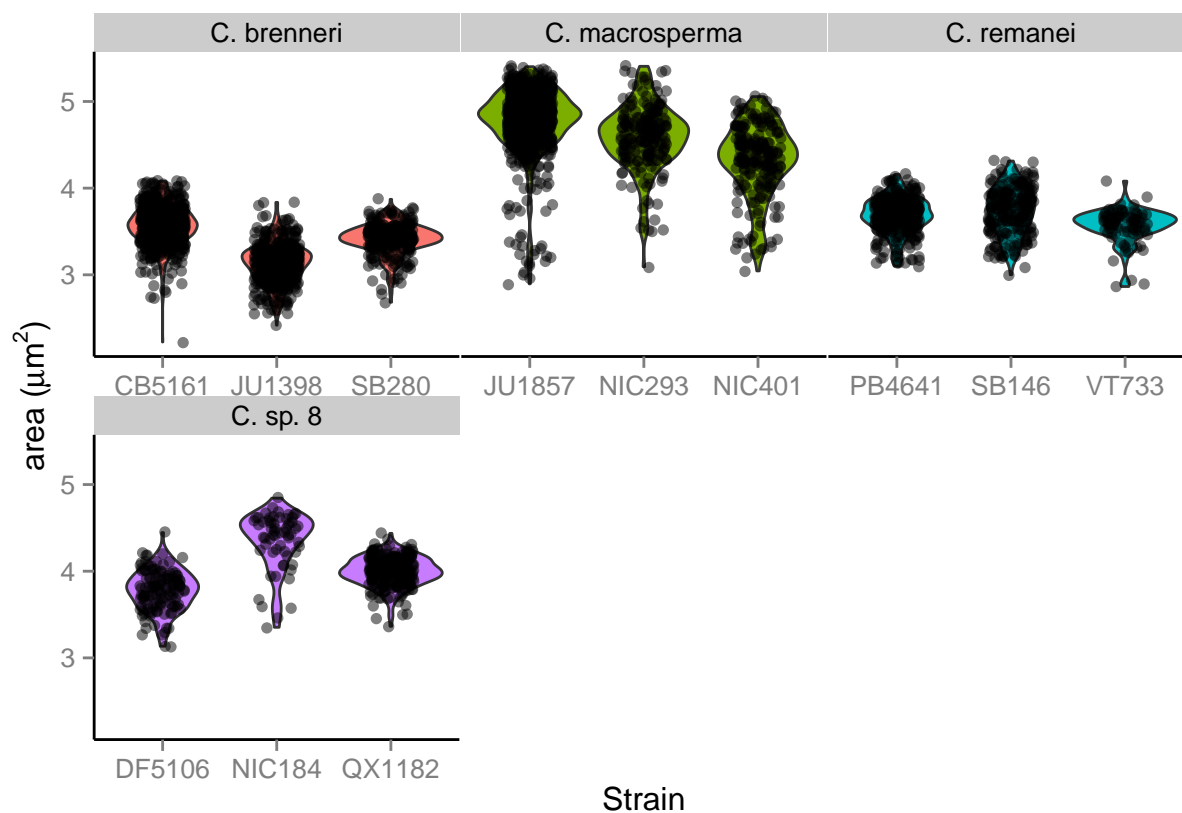 C. brenneri C. macrosperma C. remanei
5
4
3
CB5161 JU1398 SB280 JU1857 NIC293 NIC401 PB4641 SB146 VT733
area (μm²)
C. sp. 8
5
4
3
DF5106 NIC184 QX1182
Strain